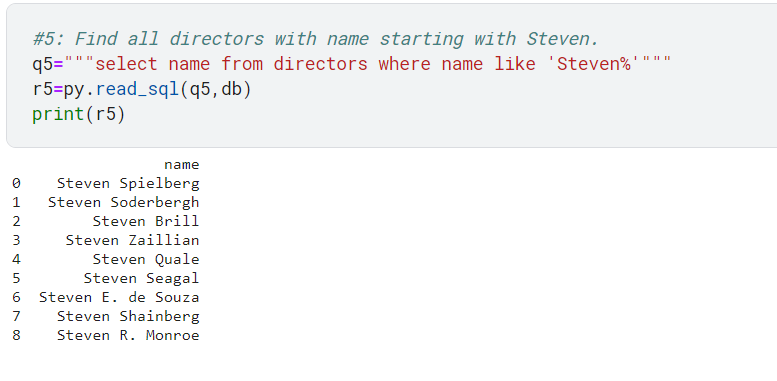 #5: Find all directors with name starting with Steven.
q5="""select name from directors where name like 'Steven%'"""
r5=py.read_sql(q5,db)
print(r5)
name
0 Steven Spielberg
1 Steven Soderbergh
2 Steven Brill
3 Steven Zaillian
4 Steven Quale
5 Steven Seagal
6 Steven E. de Souza
7 Steven Shainberg
8 Steven R. Monroe